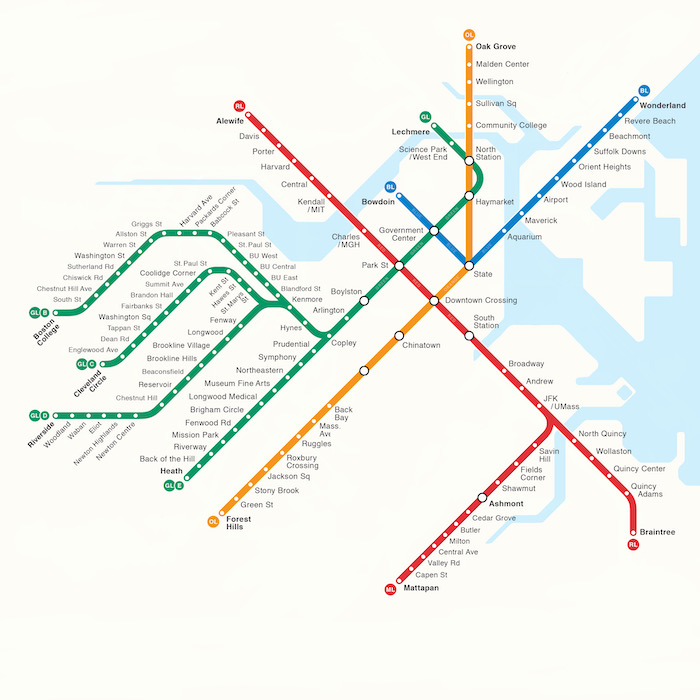 OL
Oak Grove
Malden Center
Wellington
Sullivan Sq
Community College
North
Station
Haymarket
BL
Wonderland
Revere Beach
Beachmont
Suffolk Downs
Orient Heights
Wood Island
Airport
Maverick
Aquarium
State
GL
Lechmere
Science Park
/West End
BL
Bowdoin
Government
Center
RL
Alewife
Davis
Porter
Harvard
Central
Kendall
/MIT
Charles
/MGH
Park St
Downtown Crossing
South
Station
Broadway
Andrew
JFK
/UMass
North Quincy
Wollaston
Quincy Center
Quincy
Adams
Braintree
RL
Savin
Hill
Fields
Corner
Shawmut
Ashmont
Cedar Grove
Butler
Milton
Central Ave
Valley Rd
Capen St
ML
Mattapan
Boylston
Arlington
Copley
Hynes
Kenmore
Blandford St
BU East
BU Central
BU West
St.Paul St
Pleasant St
Babcock St
Packards Corner
Harvard Ave
Griggs St
Allston St
Warren St
Washington St
Sutherland Rd
Chiswick Rd
Chestnut Hill Ave
South St
GL B
Boston
College
St.Marys
St
Hawes St
Kent St
St.Paul St
Coolidge Corner
Summit Ave
Brandon Hall
Fairbanks St
Washington Sq
Tappan St
Dean Rd
Englewood Ave
GL C
Cleveland
Circle
Fenway
Longwood
Brookline Village
Brookline Hills
Beaconsfield
Reservoir
Chestnut Hill
Newton Centre
Newton Highlands
Eliot
Waban
Woodland
GL D
Riverside
Prudential
Symphony
Northeastern
Museum Fine Arts
Longwood Medical
Brigham Circle
Fenwood Rd
Mission Park
Riverway
Back of the Hill
Heath
GL E
Chinatown
Back
Bay
Mass.
Ave
Ruggles
Roxbury
Crossing
Jackson Sq
Stony Brook
Green St
OL
Forest
Hills